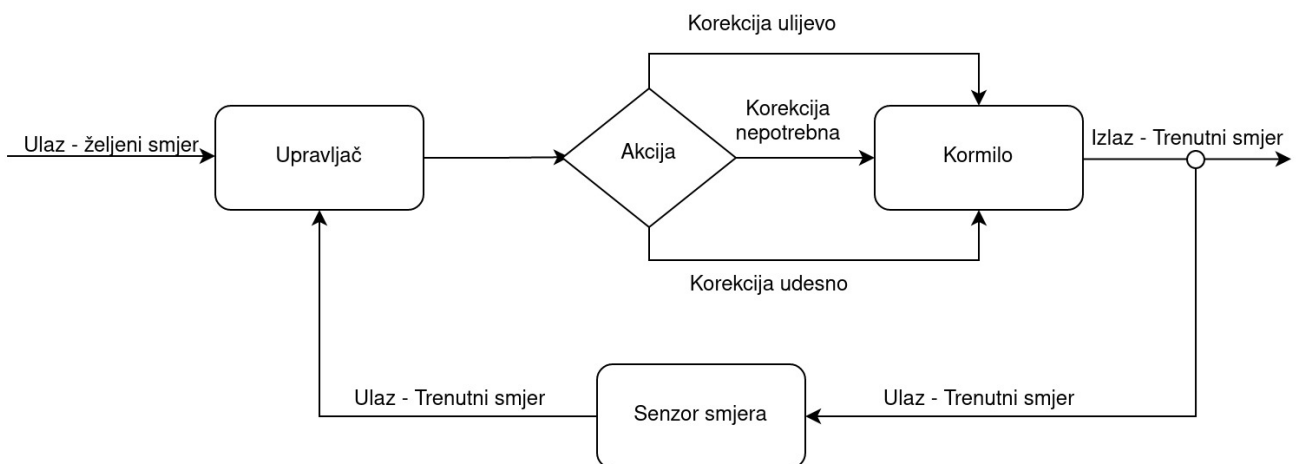 Korekcija ulijevo
Ulaz - željeni smjer
Upravljač
Akcija
Korekcija
nepotrebna
Kormilo
Izlaz - Trenutni smjer
Korekcija udesno
Ulaz - Trenutni smjer
Senzor smjera
Ulaz - Trenutni smjer